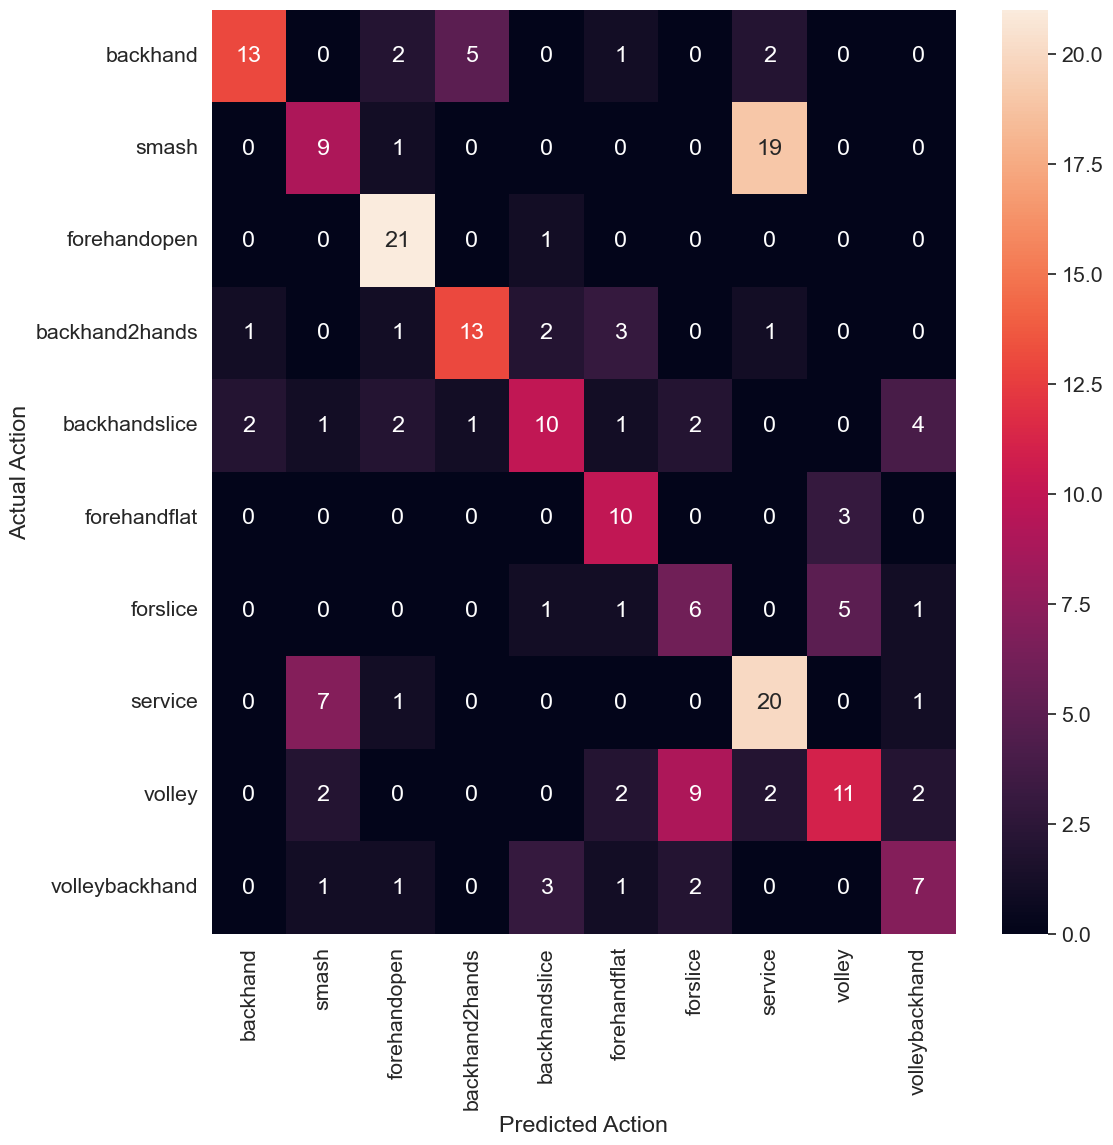 backhand 13 0 2 5 0 1 0 2 0 0
smash 0 9 1 0 0 0 0 19 0 0
forehandopen 0 0 21 0 1 0 0 0 0 0
backhand2hands 1 0 1 13 2 3 0 1 0 0
backhandslice 2 1 2 1 10 1 2 0 0 4
forehandflat 0 0 0 0 0 10 0 0 3 0
forslice 0 0 0 0 1 1 6 0 5 1
service 0 7 1 0 0 0 0 20 0 1
volley 0 2 0 0 0 2 9 2 11 2
volleybackhand 0 1 1 0 3 1 2 0 0 7
Actual Action
backhand
smash
forehandopen
backhand2hands
backhandslice
forehandflat
forslice
service
volley
volleybackhand
Predicted Action
20.0
17.5
15.0
12.5
10.0
7.5
5.0
2.5
0.0